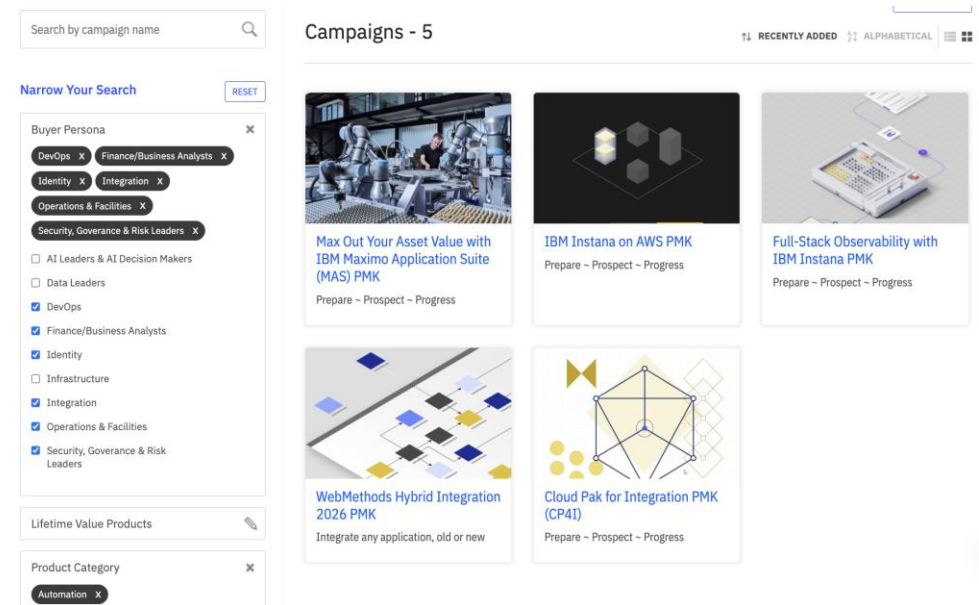 Search by campaign name
Narrow Your Search
RESET
Buyer Persona
DevOps X Finance/Business Analysts X
Identity X Integration X
Operations & Facilities X
Security, Goverance & Risk Leaders X
AI Leaders & AI Decision Makers
Data Leaders
DevOps
Finance/Business Analysts
Identity
Infrastructure
Integration
Operations & Facilities
Security, Goverance & Risk
Leaders
Lifetime Value Products
Product Category
Automation X
Campaigns - 5
RECENTLY ADDED ALPHABETICAL
Max Out Your Asset Value with
IBM Maximo Application Suite
(MAS) PMK
Prepare ~ Prospect ~ Progress
IBM Instana on AWS PMK
Prepare ~ Prospect ~ Progress
Full-Stack Observability with
IBM Instana PMK
Prepare ~ Prospect ~ Progress
WebMethods Hybrid Integration
2026 PMK
Integrate any application, old or new
Cloud Pak for Integration PMK
(CP4I)
Prepare ~ Prospect ~ Progress